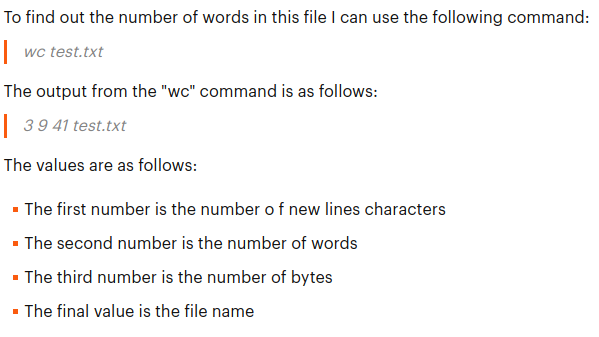 To find out the number of words in this file I can use the following command:
wc test.txt
The output from the "wc" command is as follows:
3 9 41 test.txt
The values are as follows:
The first number is the number o f new lines characters
The second number is the number of words
The third number is the number of bytes
The final value is the file name